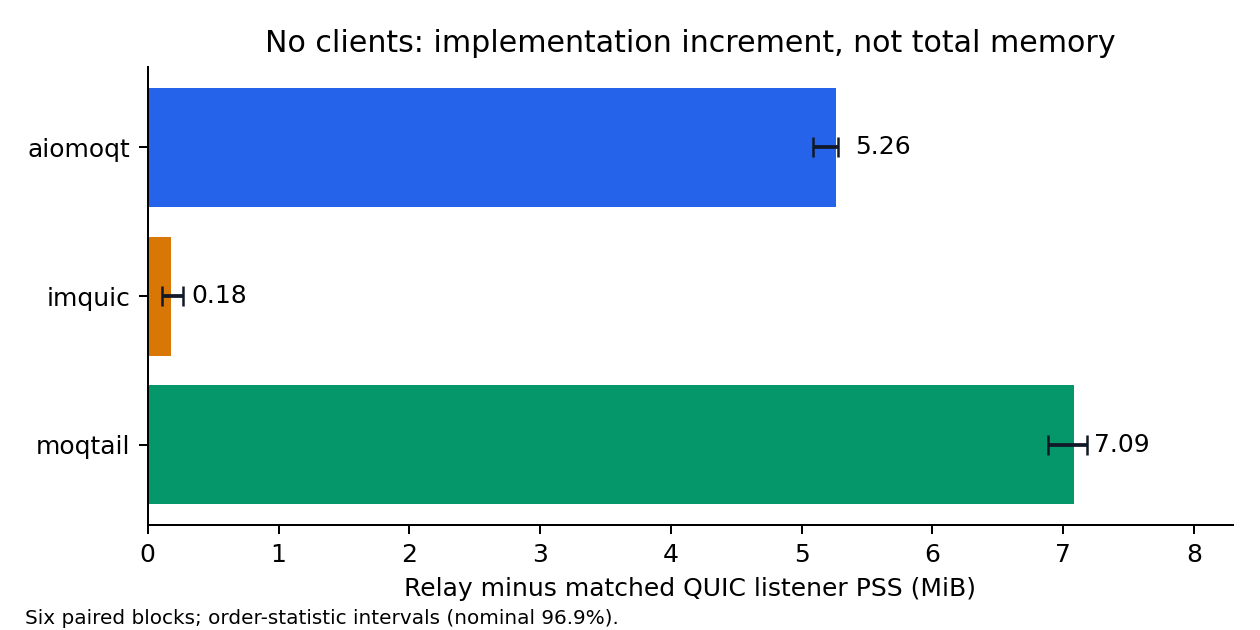 No clients: implementation increment, not total memory
aiomoqt
5.26
imquic
0.18
moqtail
7.09
0 1 2 3 4 5 6 7 8
Relay minus matched QUIC listener PSS (MiB)
Six paired blocks; order-statistic intervals (nominal 96.9%).